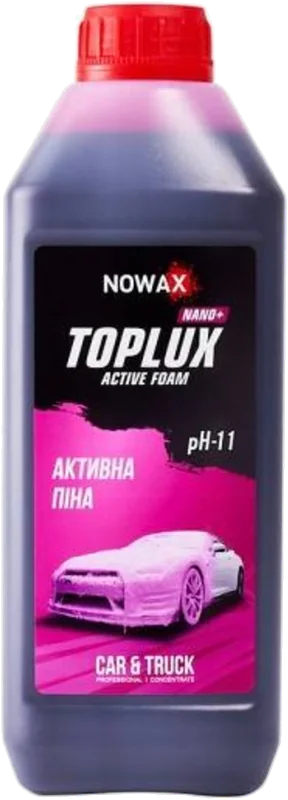 NOWAX
NANO+
TOPLUX
ACTIVE FOAM
pH-11
АКТИВНА
ПІНА
CAR & TRUCK
PROFESSIONAL | CONCENTRATE